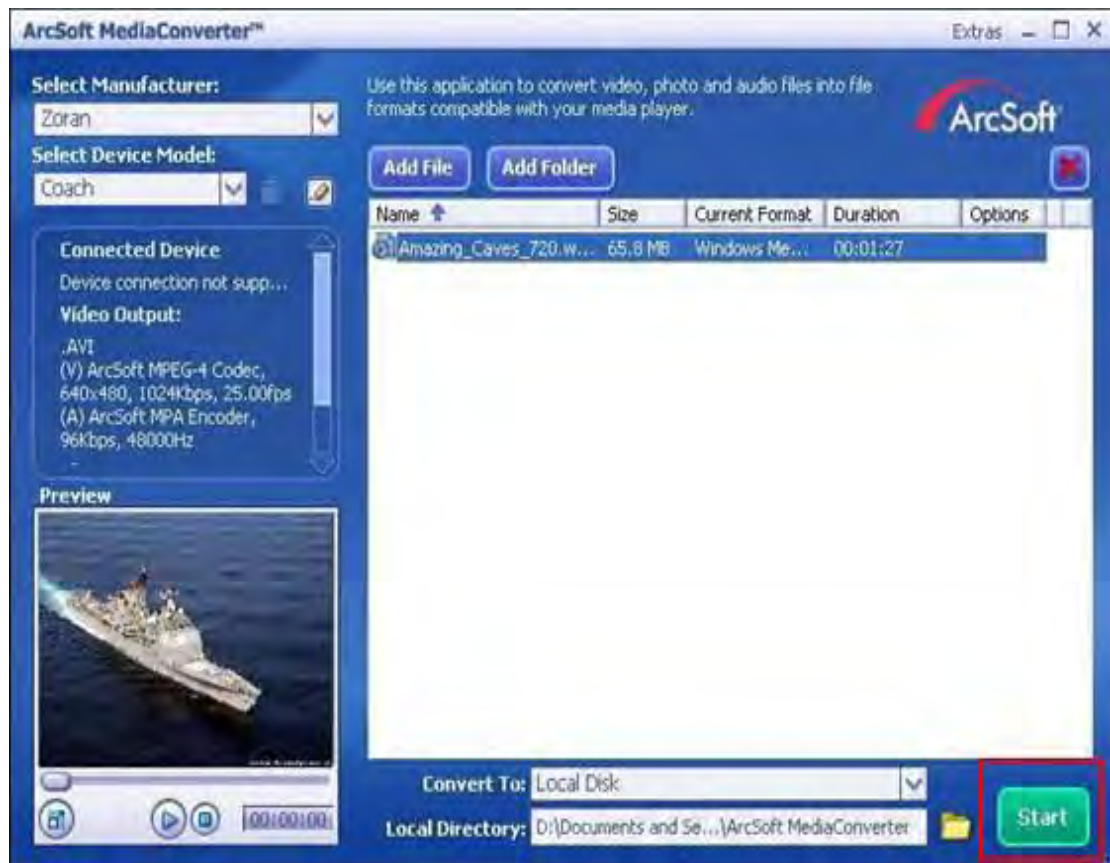 ArcSoft MediaConverter™
Extras
Select Manufacturer:
Zoran
Select Device Model:
Coach
Connected Device
Device connection not supp...
Video Output:
.AVI
(V) ArcSoft MPEG-4 Codec,
640x480, 1024Kbps, 25.00fps
(A) ArcSoft MPA Encoder,
96Kbps, 48000Hz
Preview
00:00:00
Use this application to convert video, photo and audio files into file
formats compatible with your media player.
ArcSoft
Add File Add Folder
Name Size Current Format Duration Options
Amazing_Caves_720.w... 65.8 MB Windows Me... 00:01:27
Convert To: Local Disk
Local Directory: D:\Documents and Se...\ArcSoft MediaConverter
Start